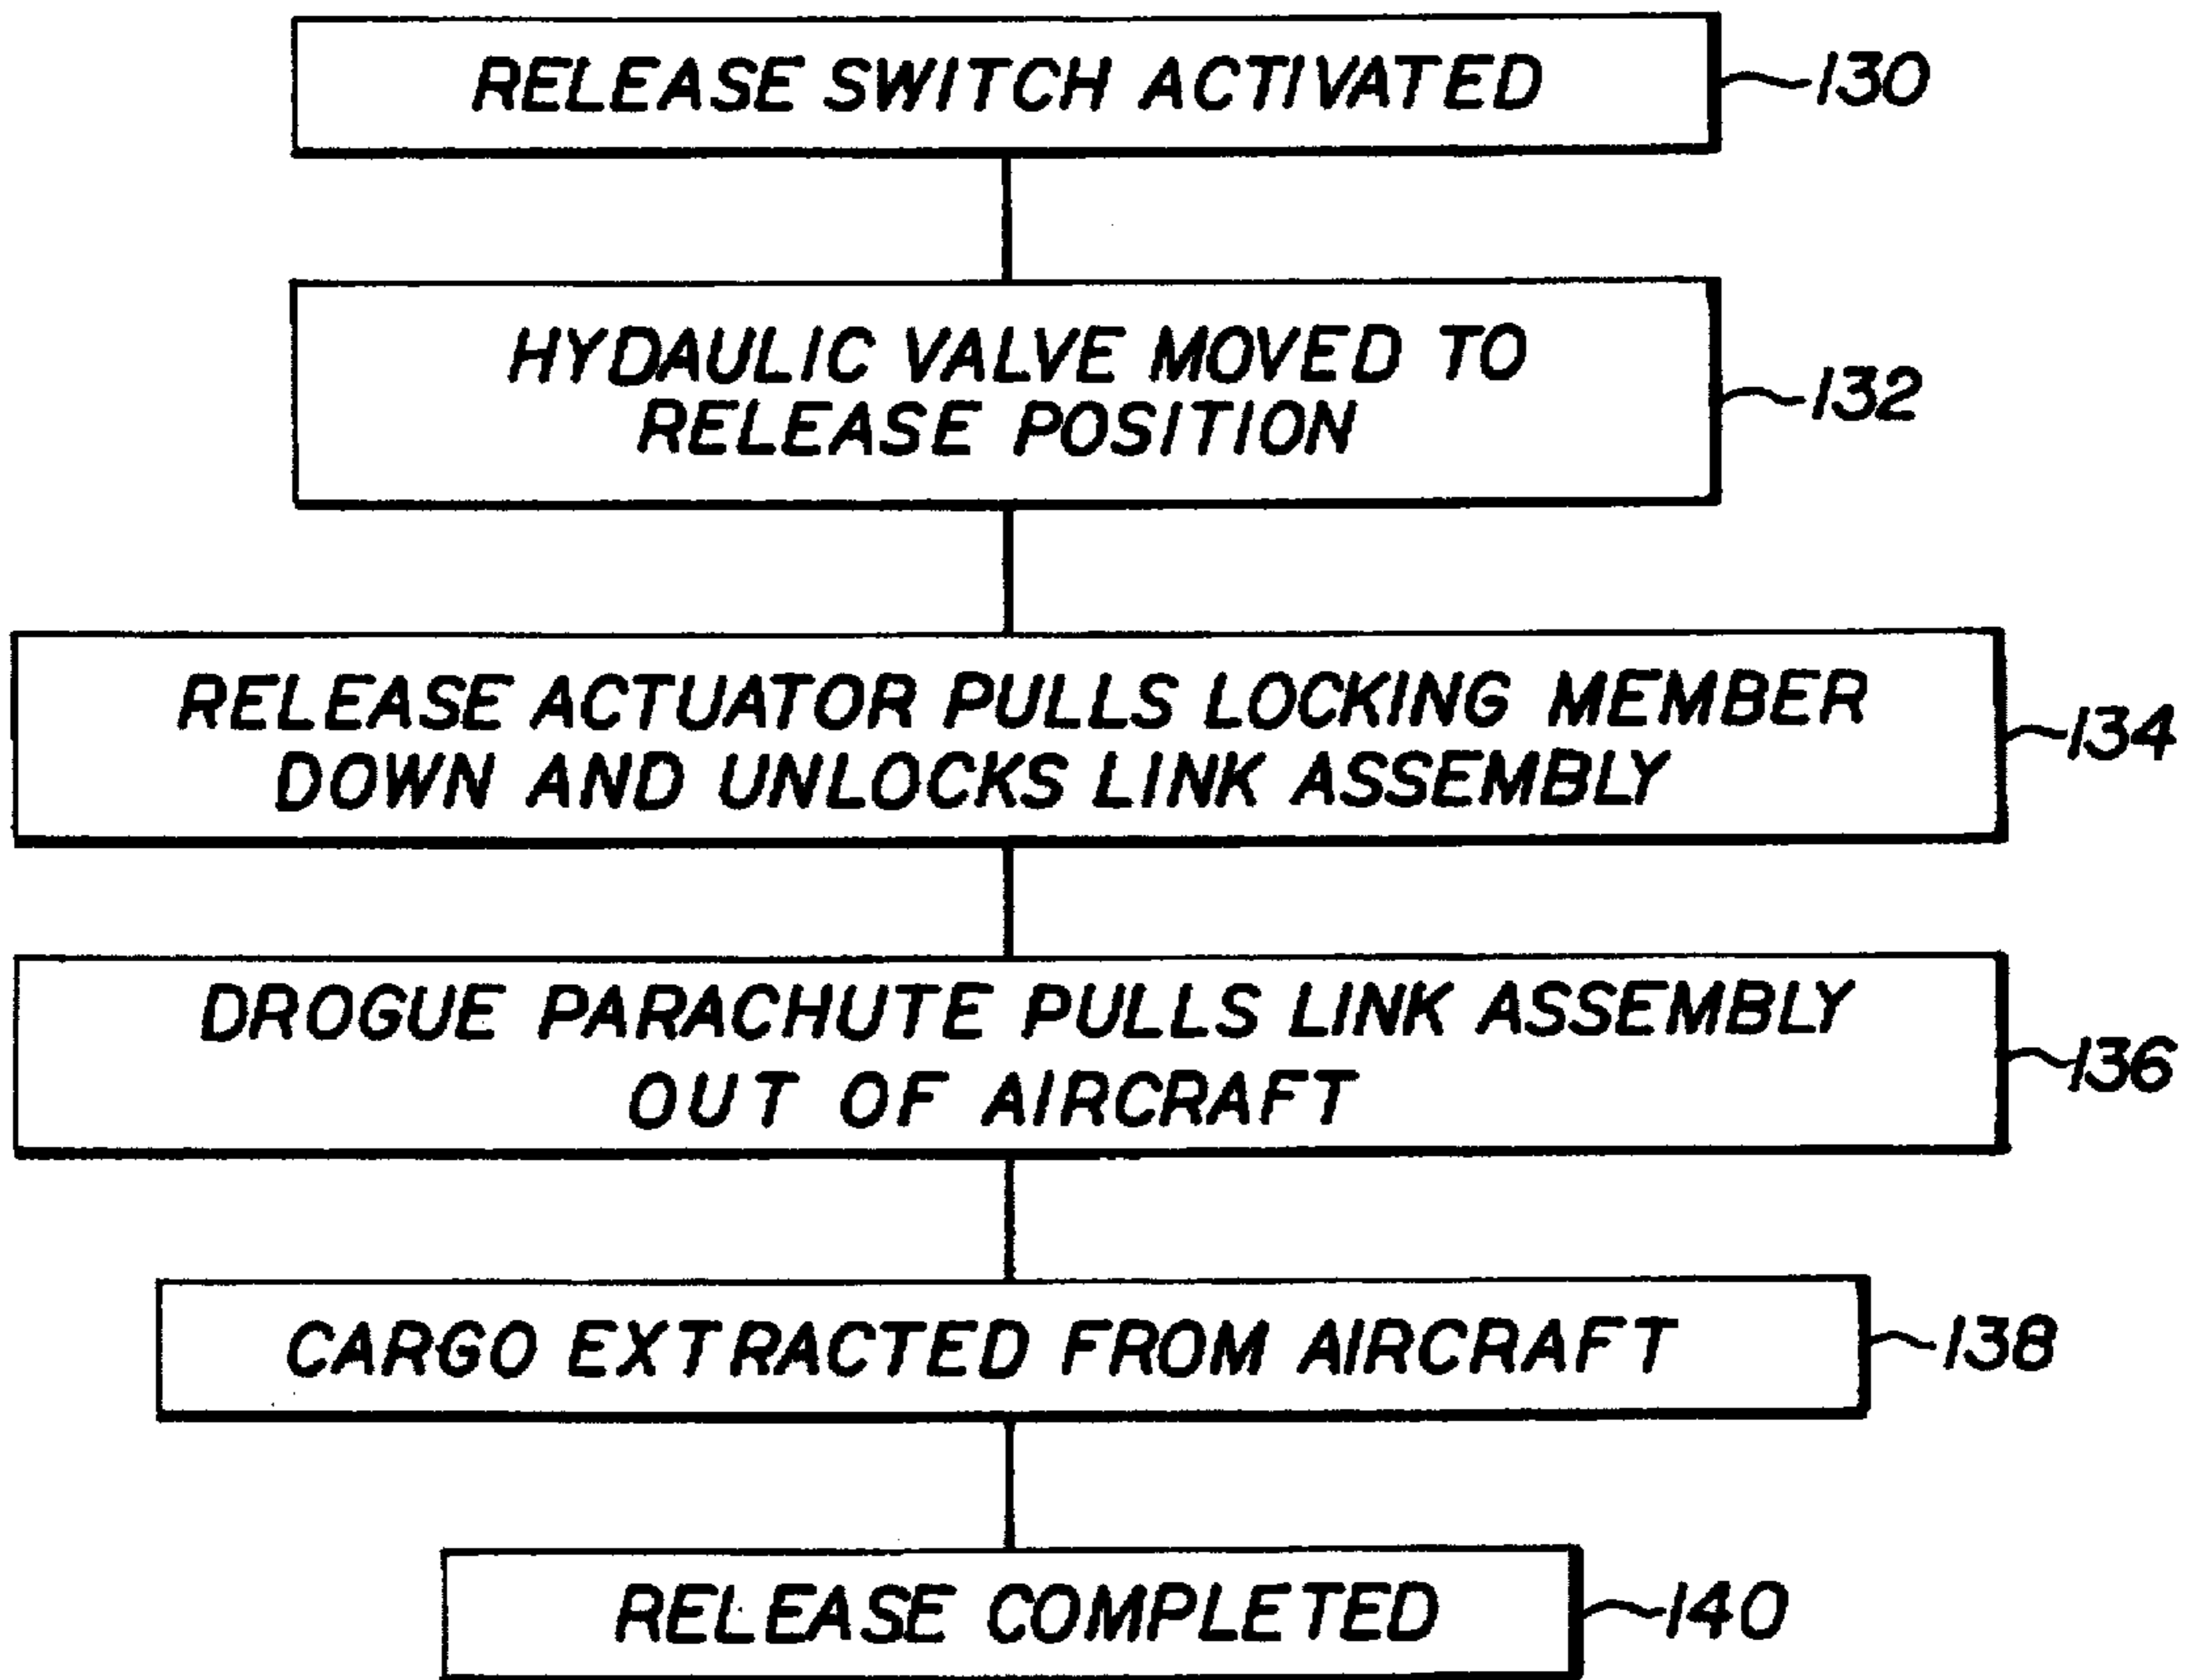 RELEASE SWITCH ACTIVATED
130
HYDAULIC VALVE MOVED TO
RELEASE POSITION
132
RELEASE ACTUATOR PULLS LOCKING MEMBER
DOWN AND UNLOCKS LINK ASSEMBLY
134
DROGUE PARACHUTE PULLS LINK ASSEMBLY
OUT OF AIRCRAFT
136
CARGO EXTRACTED FROM AIRCRAFT
138
RELEASE COMPLETED
140